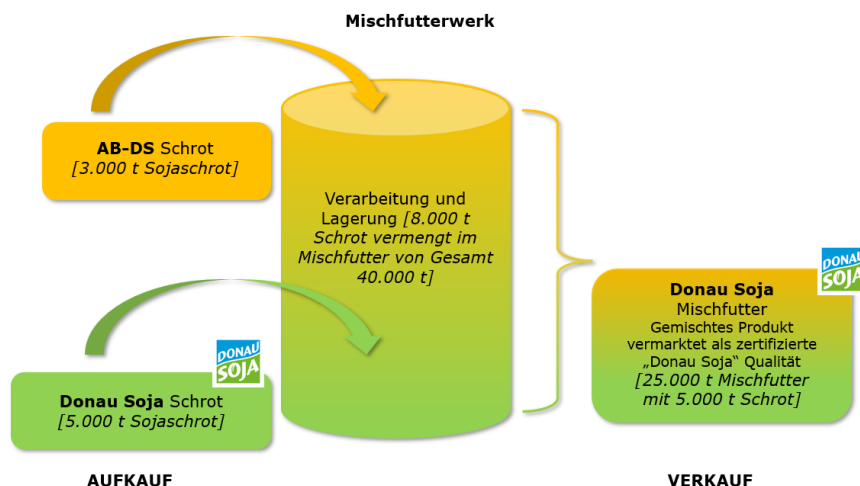 Mischfutterwerk
AB–DS Schrot
[3.000 t Sojaschrot]
Verarbeitung und
Lagerung [8.000 t
Schrot vermengt im
Mischfutter von Gesamt
40.000 t]
DONAU
SOJA
Donau Soja Schrot
[5.000 t Sojaschrot]
DONAU
SOJA
Donau Soja
Mischfutter
Gemischtes Produkt
vermarktet als zertifizierte
„Donau Soja“ Qualität
[25.000 t Mischfutter
mit 5.000 t Schrot]
AUFKAUF
VERKAUF